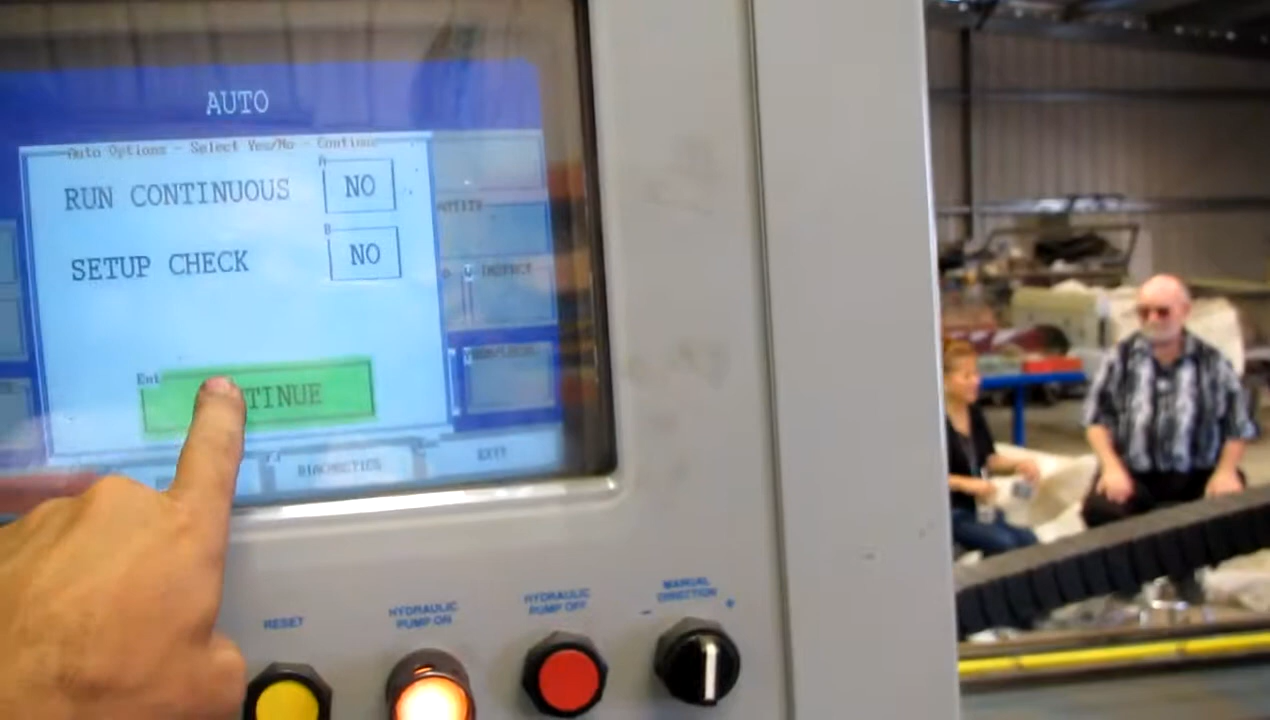 AUTO
Auto Options - Select Yes/No - Continue
A
RUN CONTINUOUS NO
B
SETUP CHECK NO
Ent
TINUE
DIAGNOSTICS
EXIT
RESET
HYDRAULIC
PUMP ON
HYDRAULIC
PUMP OFF
MANUAL
DIRECTION
- +